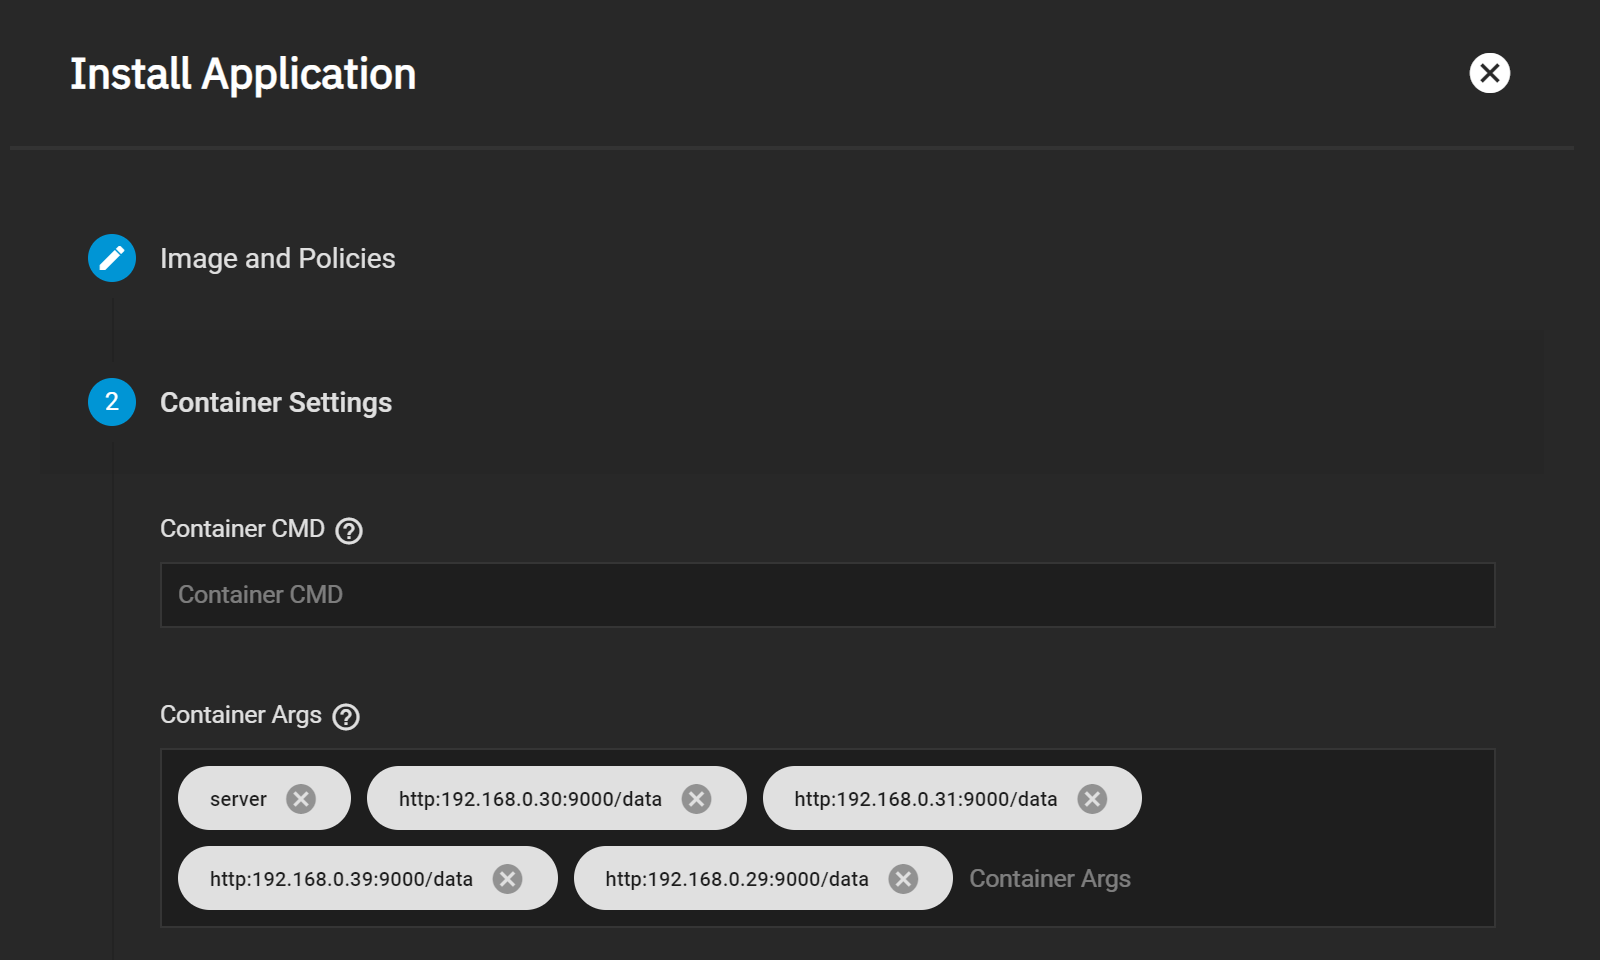 Install Application
Image and Policies
2 Container Settings
Container CMD
Container CMD
Container Args
server http:192.168.0.30:9000/data http:192.168.0.31:9000/data
http:192.168.0.39:9000/data http:192.168.0.29:9000/data Container Args